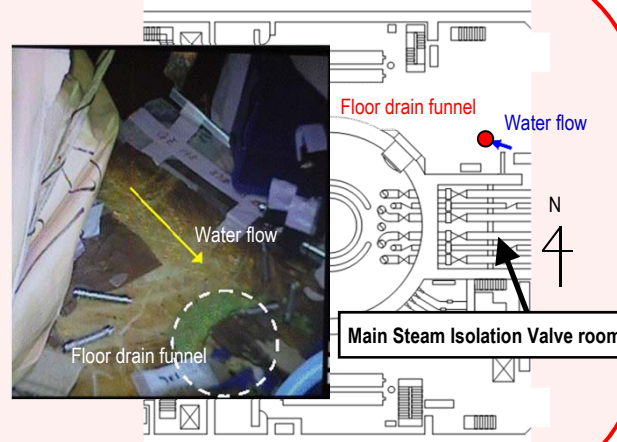 Floor drain funnel
Water flow
N
Water flow
Floor drain funnel
Main Steam Isolation Valve room